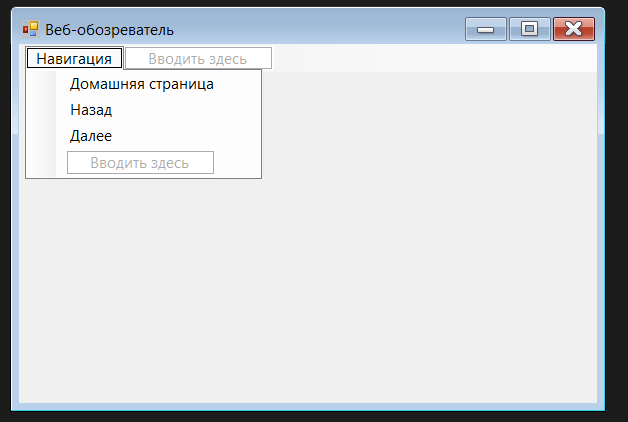 Веб-обозреватель
Навигация Вводить здесь
Домашняя страница
Назад
Далее
Вводить здесь